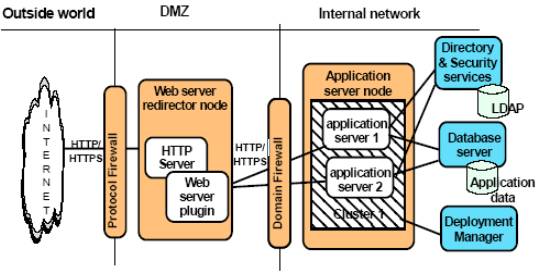 Outside world
DMZ
Internal network
INTERNET
HTTP/
HTTPS
Protocol Firewall
Web server
redirector node
HTTP
Server
Web
server
plugin
HTTP/
HTTPS
Domain Firewall
Application
server node
application
server 1
application
server 2
Cluster 1
Directory
& Security
services
LDAP
Database
server
Application
data
Deployment
Manager